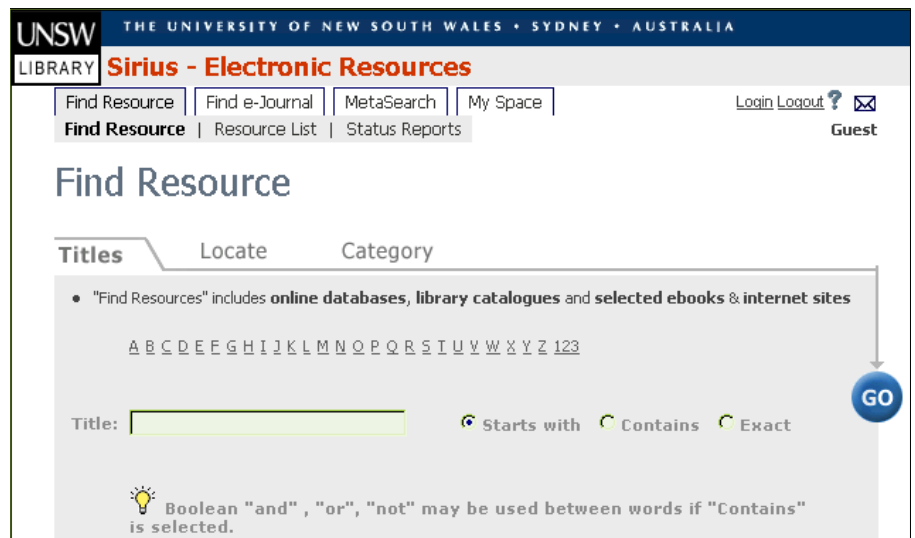 UNSW THE UNIVERSITY OF NEW SOUTH WALES • SYDNEY • AUSTRALIA
LIBRARY Sirius - Electronic Resources
Find Resource Find e-Journal MetaSearch My Space Login Logout ?
Find Resource | Resource List | Status Reports Guest
Find Resource
Titles Locate Category
• "Find Resources" includes online databases, library catalogues and selected ebooks & internet sites
A B C D E F G H I J K L M N O P Q R S T U V W X Y Z 123
GO
Title: Starts with Contains Exact
Boolean "and" , "or", "not" may be used between words if "Contains"
is selected.